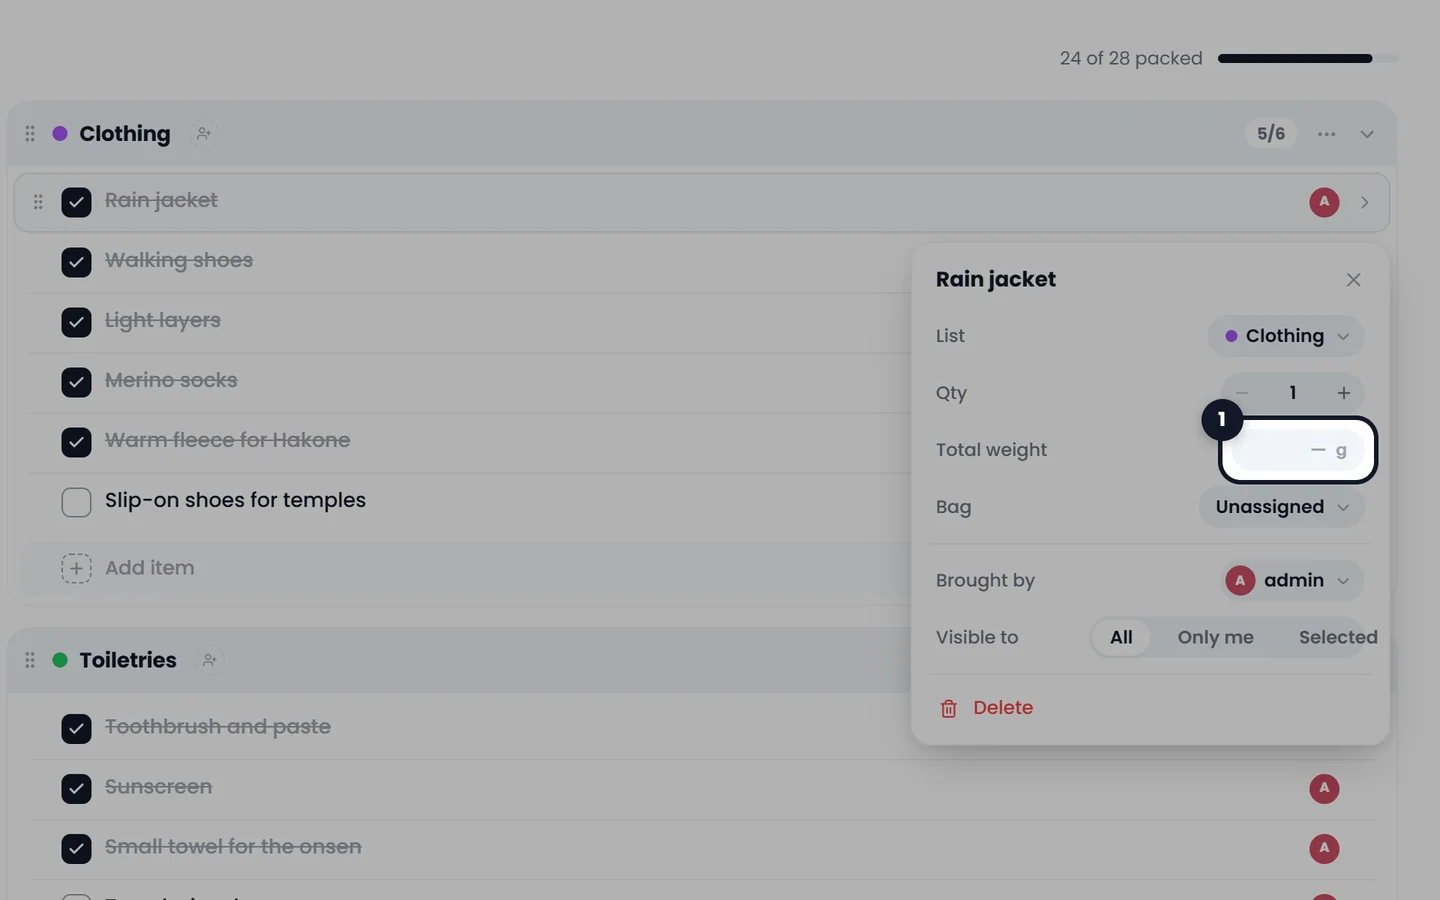 24 of 28 packed
Clothing
5/6
Rain jacket
A
Walking shoes
Light layers
Merino socks
Warm fleece for Hakone
Slip-on shoes for temples
Add item
Rain jacket
List
Clothing
Qty
1
1
Total weight
– g
Bag
Unassigned
Brought by
A admin
Visible to
All Only me Selected
Delete
Toiletries
Toothbrush and paste
Sunscreen
A
Small towel for the onsen
A